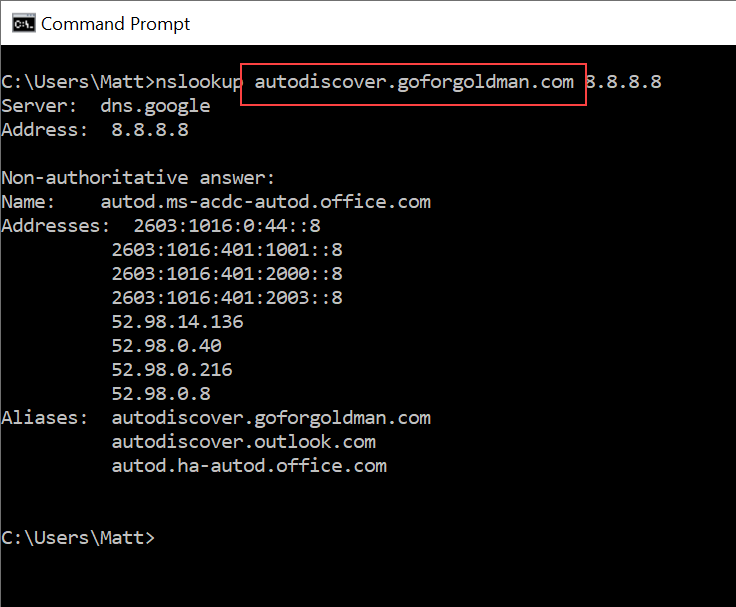 Command Prompt
C:\Users\Matt>nslookup autodiscover.goforgoldman.com 8.8.8.8
Server:  dns.google
Address:  8.8.8.8
Non-authoritative answer:
Name:    autod.ms-acdc-autod.office.com
Addresses:  2603:1016:0:44::8
2603:1016:401:1001::8
2603:1016:401:2000::8
2603:1016:401:2003::8
52.98.14.136
52.98.0.40
52.98.0.216
52.98.0.8
Aliases:  autodiscover.goforgoldman.com
autodiscover.outlook.com
autod.ha-autod.office.com
C:\Users\Matt>